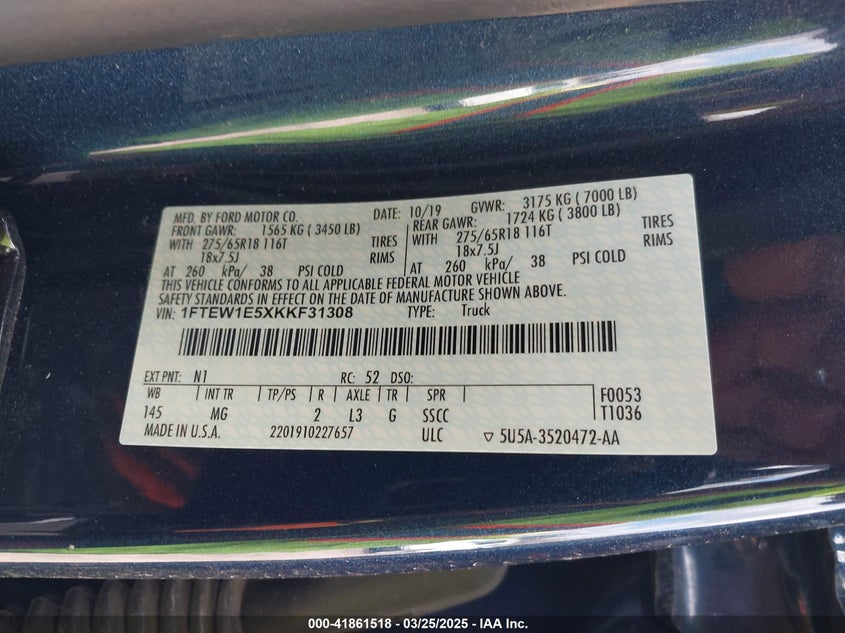 MFD. BY FORD MOTOR CO. DATE: 10/19 GVWR: 3175 KG ( 7000 LB)
FRONT GAWR: 1565 KG ( 3450 LB) REAR GAWR: 1724 KG ( 3800 LB)
WITH 275/65R18 116T TIRES WITH 275/65R18 116T TIRES
18x7.5J RIMS 18x7.5J RIMS
AT 260 kPa/ 38 PSI COLD AT 260 kPa/ 38 PSI COLD
THIS VEHICLE CONFORMS TO ALL APPLICABLE FEDERAL MOTOR VEHICLE
SAFETY STANDARDS IN EFFECT ON THE DATE OF MANUFACTURE SHOWN ABOVE.
VIN: 1FTEW1E5XKKF31308 TYPE: Truck
EXT PNT: N1 RC: 52 DSO:
WB INT TR TP/PS R AXLE TR SPR F0053
145 MG 2 L3 G SSCC T1036
MADE IN U.S.A. 2201910227657 ULC ▽ 5U5A-3520472-AA
000-41861518 - 03/25/2025 - IAA Inc.